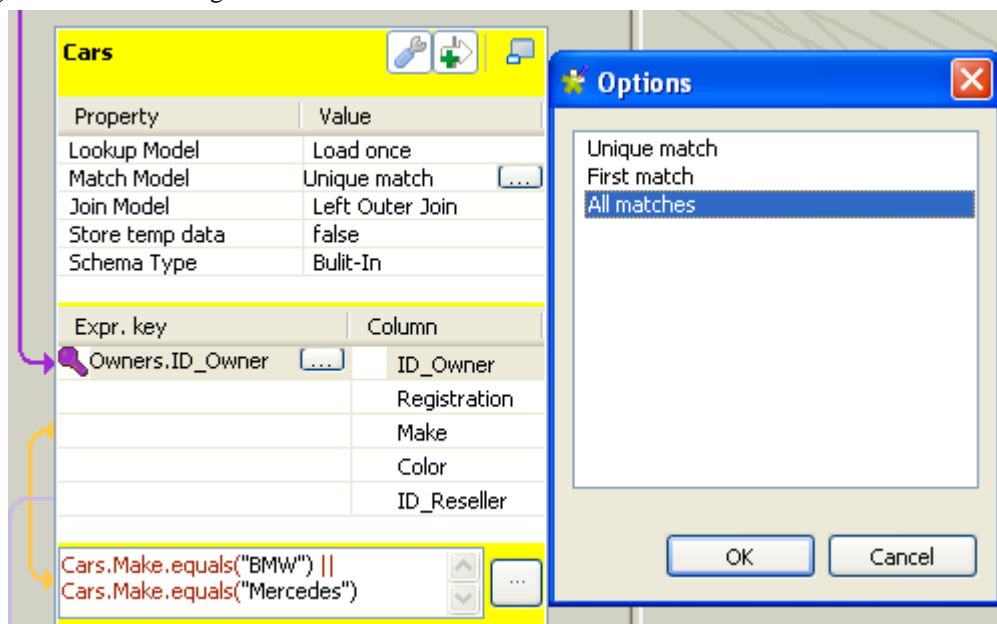 Cars
Property Value
Lookup Model Load once
Match Model Unique match ...
Join Model Left Outer Join
Store temp data false
Schema Type Bulit-In
Expr. key Column
Owners.ID_Owner ... ID_Owner
Registration
Make
Color
ID_Reseller
Cars.Make.equals("BMW") ||
Cars.Make.equals("Mercedes")
...
Options
Unique match
First match
All matches
OK Cancel